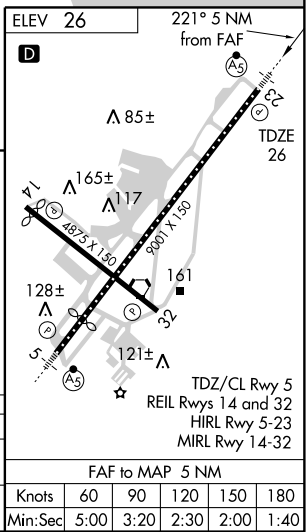 ELEV 26
D
221° 5 NM
from FAF
A5
23
P
TDZE
26
85±
165±
117
14
P
4875 X 150
9001 X 150
161
128±
P
P
32
5
121±
A5
TDZ/CL Rwy 5
REIL Rwys 14 and 32
HIRL Rwy 5-23
MIRL Rwy 14-32
FAF to MAP 5 NM
Knots 60 90 120 150 180
Min:Sec 5:00 3:20 2:30 2:00 1:40